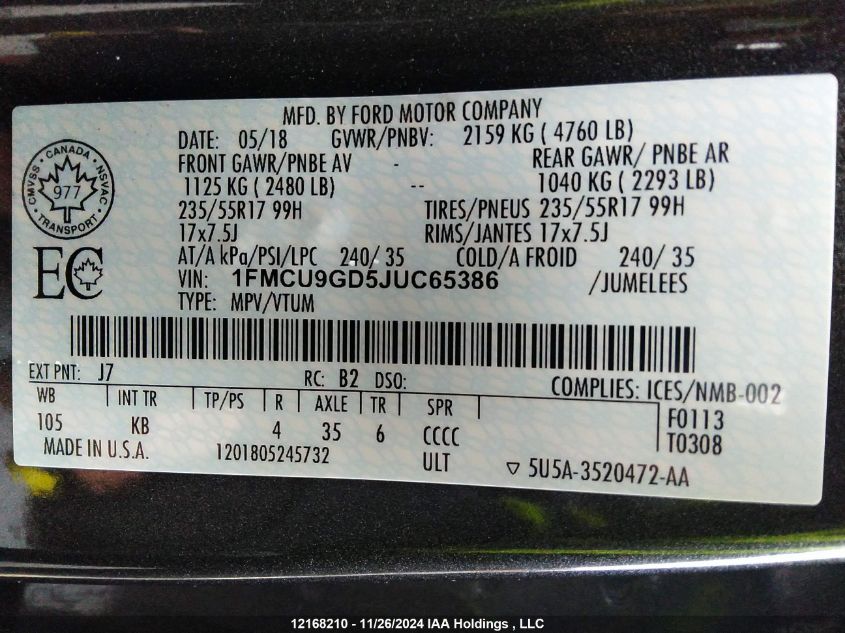 MFD. BY FORD MOTOR COMPANY
DATE: 05/18 GVWR/PNBV: 2159 KG ( 4760 LB)
FRONT GAWR/PNBE AV - REAR GAWR/ PNBE AR
1125 KG ( 2480 LB) -- 1040 KG ( 2293 LB)
235/55R17 99H TIRES/PNEUS 235/55R17 99H
17x7.5J RIMS/JANTES 17x7.5J
AT/A kPa/PSI/LPC 240/ 35 COLD/A FROID 240/ 35
VIN: 1FMCU9GD5JUC65386 /JUMELEES
TYPE: MPV/VTUM
CANADA
CMVSS NSVAC
977
TRANSPORT
EC
EXT PNT: J7 RC: B2 DSO: COMPLIES: ICES/NMB-002
WB INT TR TP/PS R AXLE TR SPR F0113
105 KB 4 35 6 CCCC T0308
MADE IN U.S.A. 1201805245732 ULT ▽ 5U5A-3520472-AA
12168210 - 11/26/2024 IAA Holdings , LLC